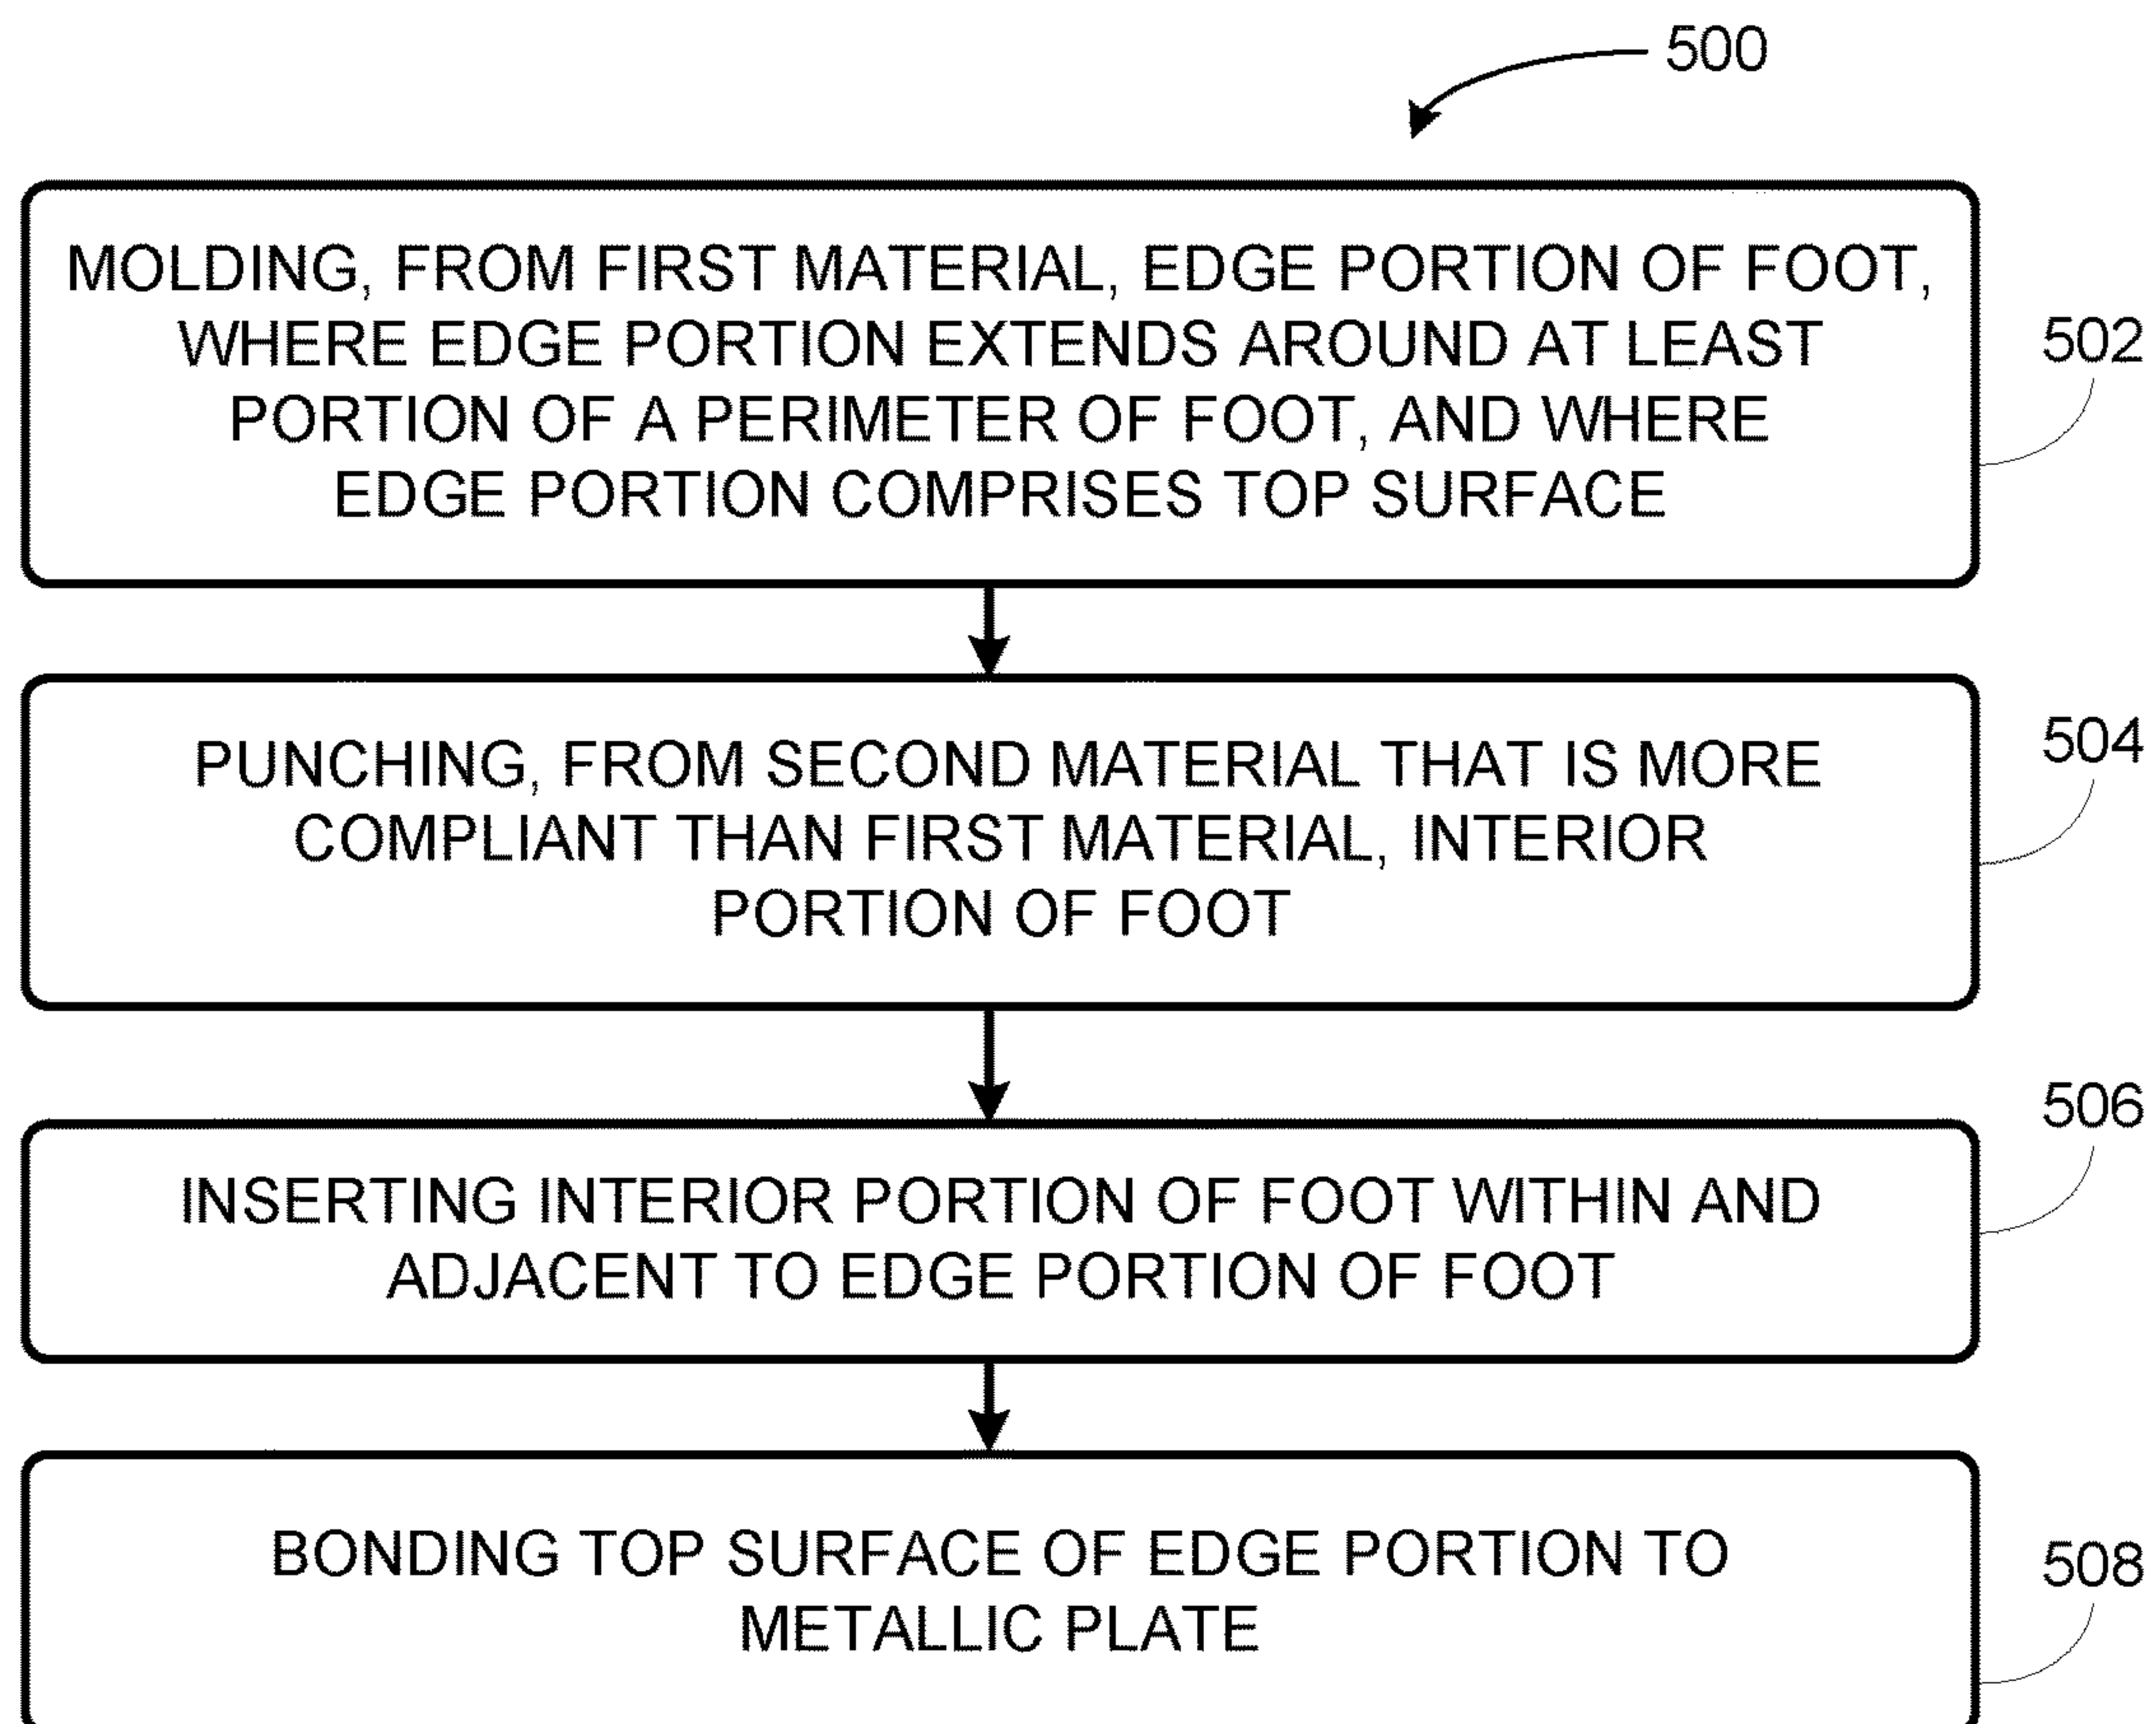 500
MOLDING, FROM FIRST MATERIAL, EDGE PORTION OF FOOT,
WHERE EDGE PORTION EXTENDS AROUND AT LEAST
PORTION OF A PERIMETER OF FOOT, AND WHERE
EDGE PORTION COMPRISES TOP SURFACE
502
PUNCHING, FROM SECOND MATERIAL THAT IS MORE
COMPLIANT THAN FIRST MATERIAL, INTERIOR
PORTION OF FOOT
504
INSERTING INTERIOR PORTION OF FOOT WITHIN AND
ADJACENT TO EDGE PORTION OF FOOT
506
BONDING TOP SURFACE OF EDGE PORTION TO
METALLIC PLATE
508